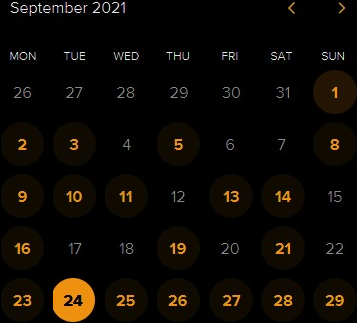 September 2021
MON TUE WED THU FRI SAT SUN
26 27 28 29 30 31 1
2 3 4 5 6 7 8
9 10 11 12 13 14 15
16 17 18 19 20 21 22
23 24 25 26 27 28 29